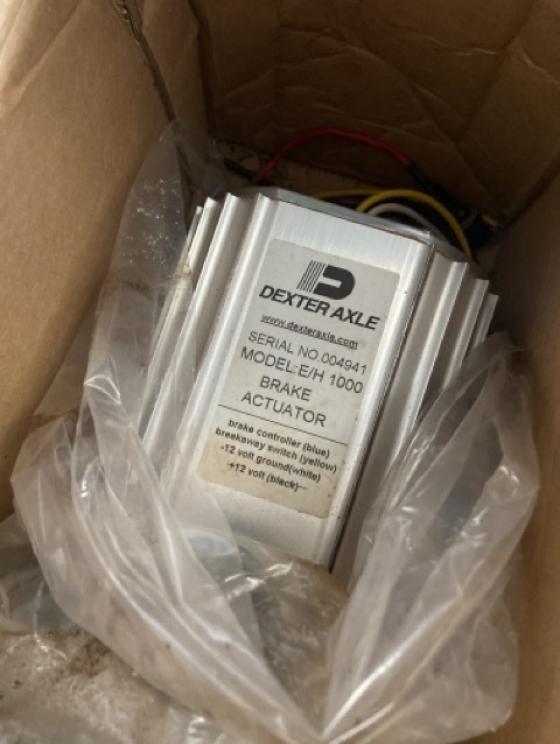 DEXTER AXLE
www.dexteraxle.com
SERIAL NO.004941
MODEL:E/H 1000
BRAKE
ACTUATOR
brake controller (blue)
breakaway switch (yellow)
-12 volt ground(white)
+12 volt (black)---